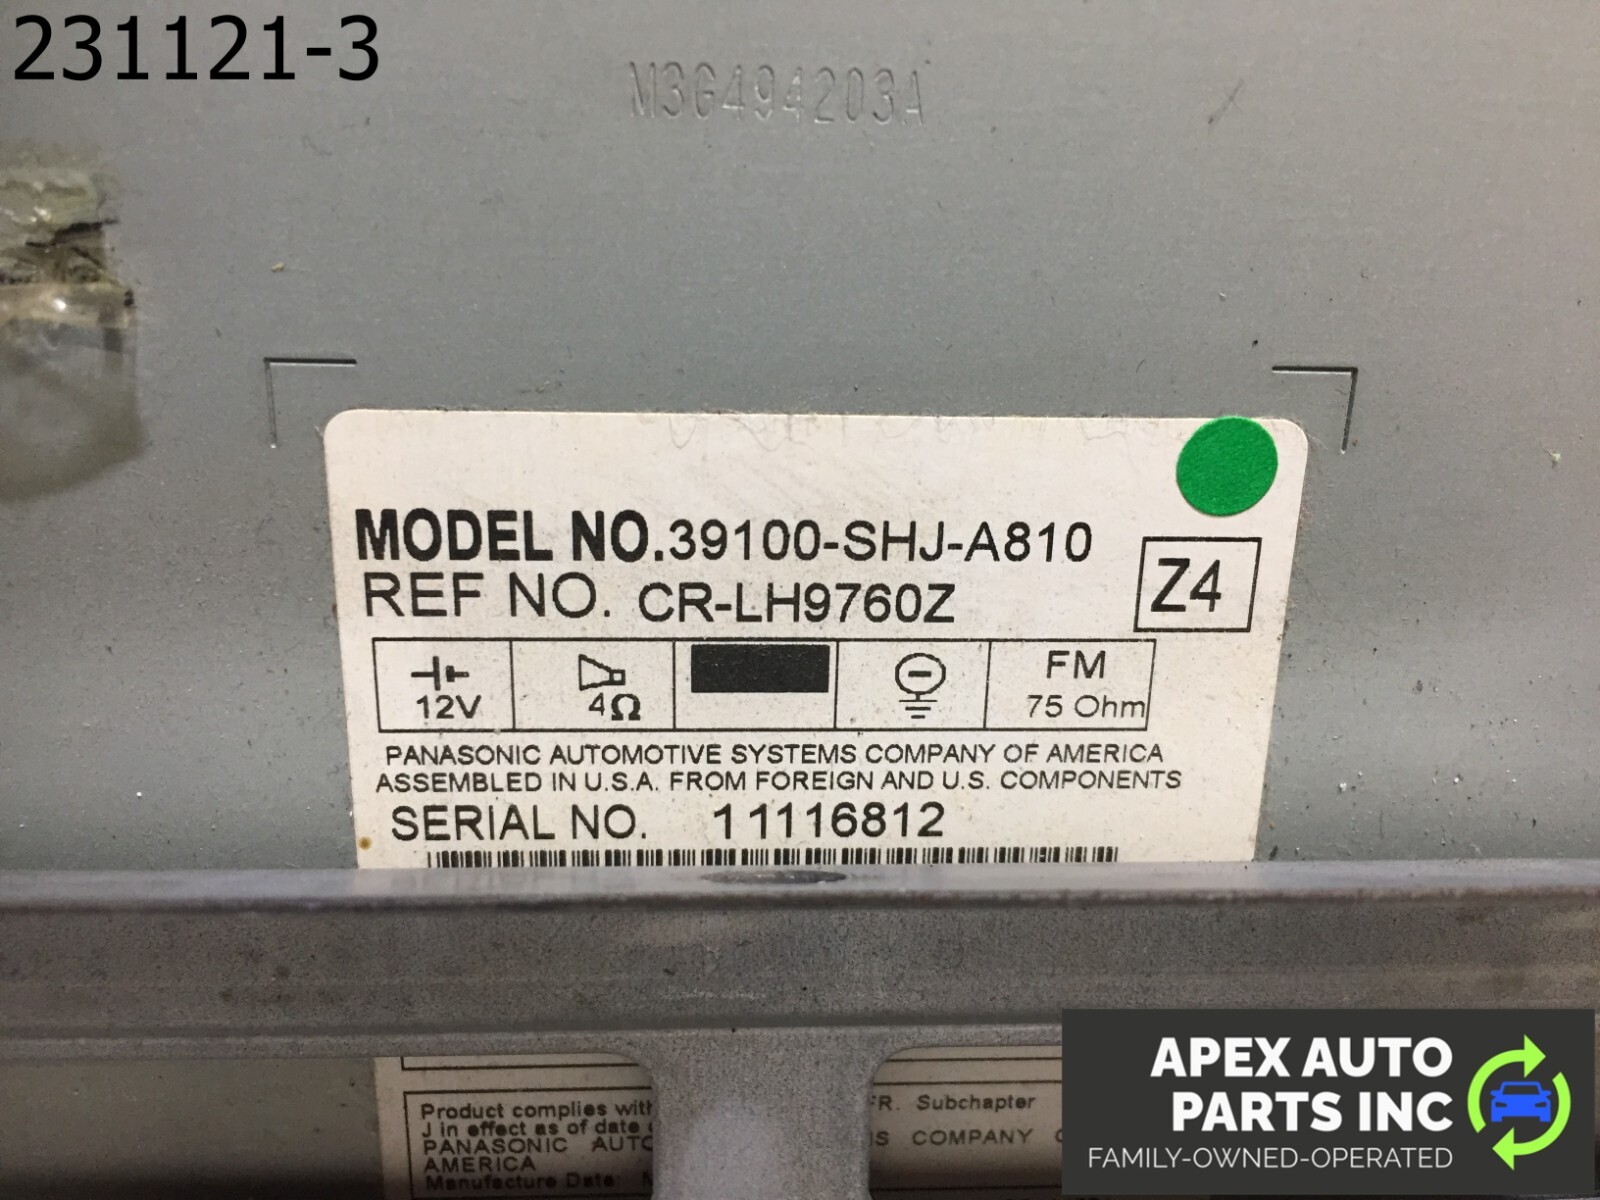 231121-3
M3G494203A
MODEL NO.39100-SHJ-A810
REF NO. CR-LH9760Z
Z4
12V
4Ω
FM
75 Ohm
PANASONIC AUTOMOTIVE SYSTEMS COMPANY OF AMERICA
ASSEMBLED IN U.S.A. FROM FOREIGN AND U.S. COMPONENTS
SERIAL NO. 11116812
Product complies with FR. Subchapter
J in effect as of date
PANASONIC AUTO S COMPANY
AMERICA
Manufacture Date:
APEX AUTO
PARTS INC
FAMILY-OWNED-OPERATED